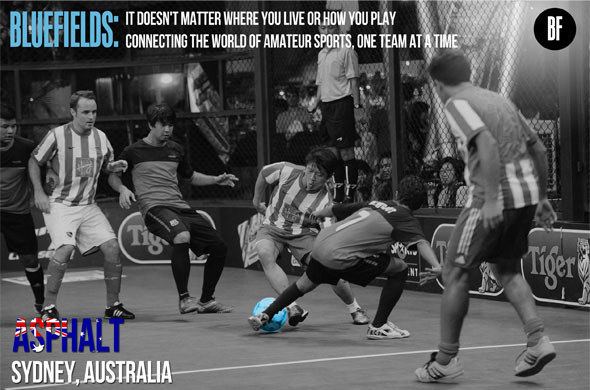 BLUEFIELDS: IT DOESN'T MATTER WHERE YOU LIVE OR HOW YOU PLAY
CONNECTING THE WORLD OF AMATEUR SPORTS, ONE TEAM AT A TIME
BF
Tiger
Tiger
ASPHALT
SYDNEY, AUSTRALIA